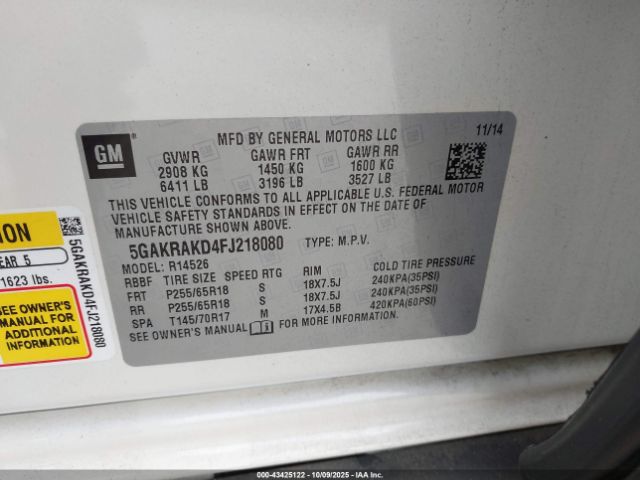 GM
MFD BY GENERAL MOTORS LLC
11/14
GVWR GAWR FRT GAWR RR
2908 KG 1450 KG 1600 KG
6411 LB 3196 LB 3527 LB
THIS VEHICLE CONFORMS TO ALL APPLICABLE U.S. FEDERAL MOTOR
VEHICLE SAFETY STANDARDS IN EFFECT ON THE DATE OF
MANUFACTURE SHOWN ABOVE.
5GAKRAKD4FJ218080 TYPE: M.P.V.
MODEL: R14526
RBBF TIRE SIZE SPEED RTG RIM COLD TIRE PRESSURE
FRT P255/65R18 S 18X7.5J 240KPA(35PSI)
RR P255/65R18 S 18X7.5J 240KPA(35PSI)
SPA T145/70R17 M 17X4.5B 420KPA(60PSI)
SEE OWNER'S MANUAL FOR MORE INFORMATION.
ION
EAR 5
1623 lbs.
SEE OWNER'S
MANUAL FOR
ADDITIONAL
INFORMATION
5GAKRAKD4FJ218080
© 43425122 - 10/09/2025 - IAAI.COM